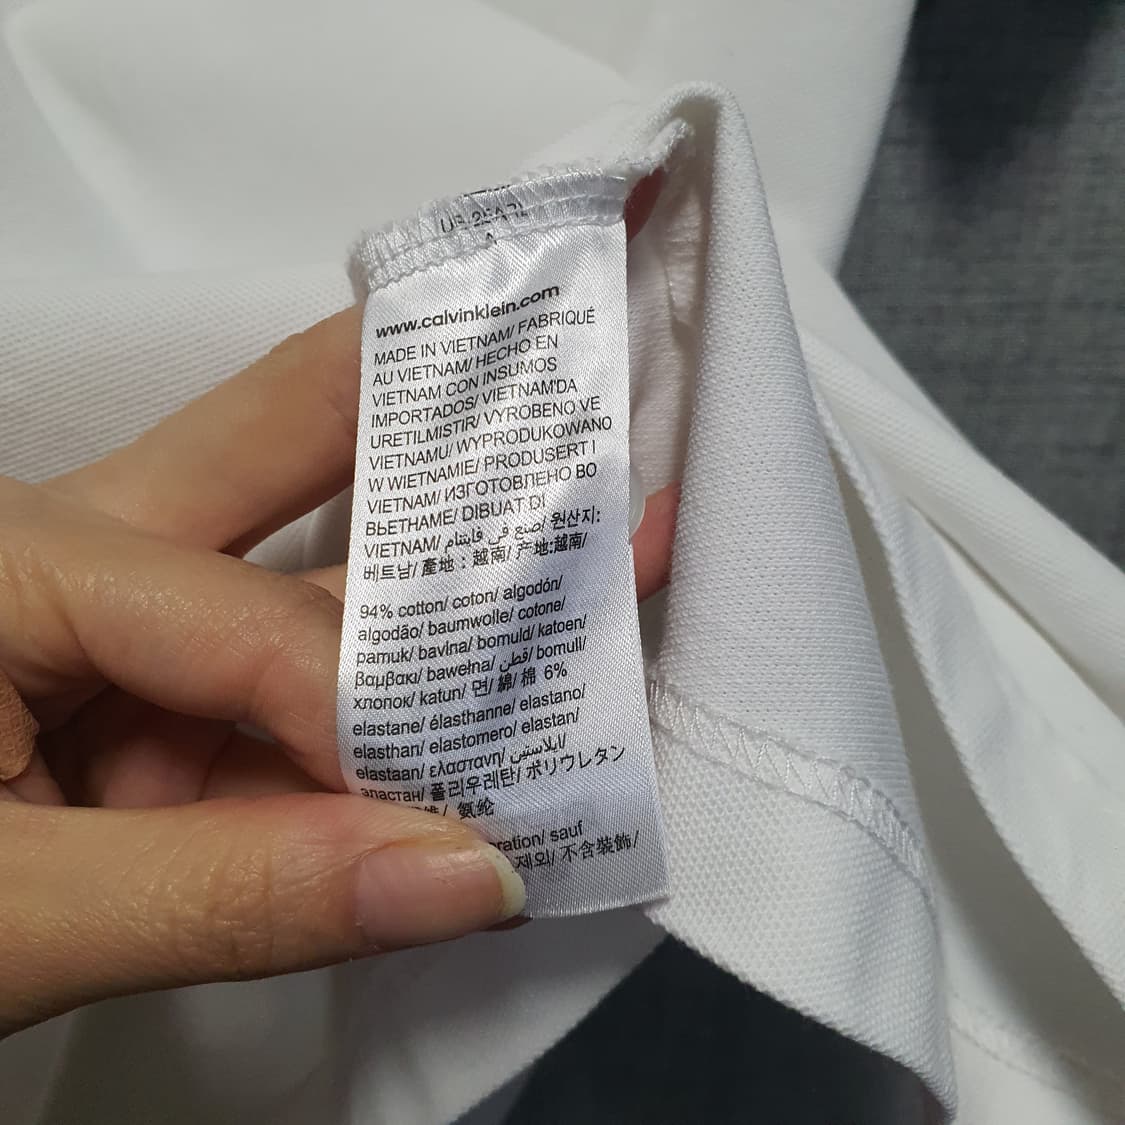 www.calvinklein.com
MADE IN VIETNAM/ FABRIQUÉ
AU VIETNAM/ HECHO EN
VIETNAM CON INSUMOS
IMPORTADOS/ VIETNAM'DA
URETILMISTIR/ VYROBENO VE
VIETNAMU/ WYPRODUKOWANO
W WIETNAMIE/ PRODUSERT I
VIETNAM/ ИЗГОТОВЛЕНО ВО
ВЬЕТНАМЕ/ DIBUAT DI
VIETNAM/ صنع في فايتنام/ 원산지:
베트남/ 產地：越南/ 产地:越南/
94% cotton/ coton/ algodón/
algodão/ baumwolle/ cotone/
pamuk/ bavlna/ bomuld/ katoen/
βαμβακι/ bawełna/ قطن/ bomull/
хлопок/ katun/ 면/ 綿/ 棉 6%
elastane/ élasthanne/ elastano/
elasthan/ elastomero/ elastan/
elastaan/ ελαστανη/ ايلاستيس/
эластан/ 폴리우레탄/ ポリウレタン
/ 氨纶
sauf
제외/ 不含裝飾/